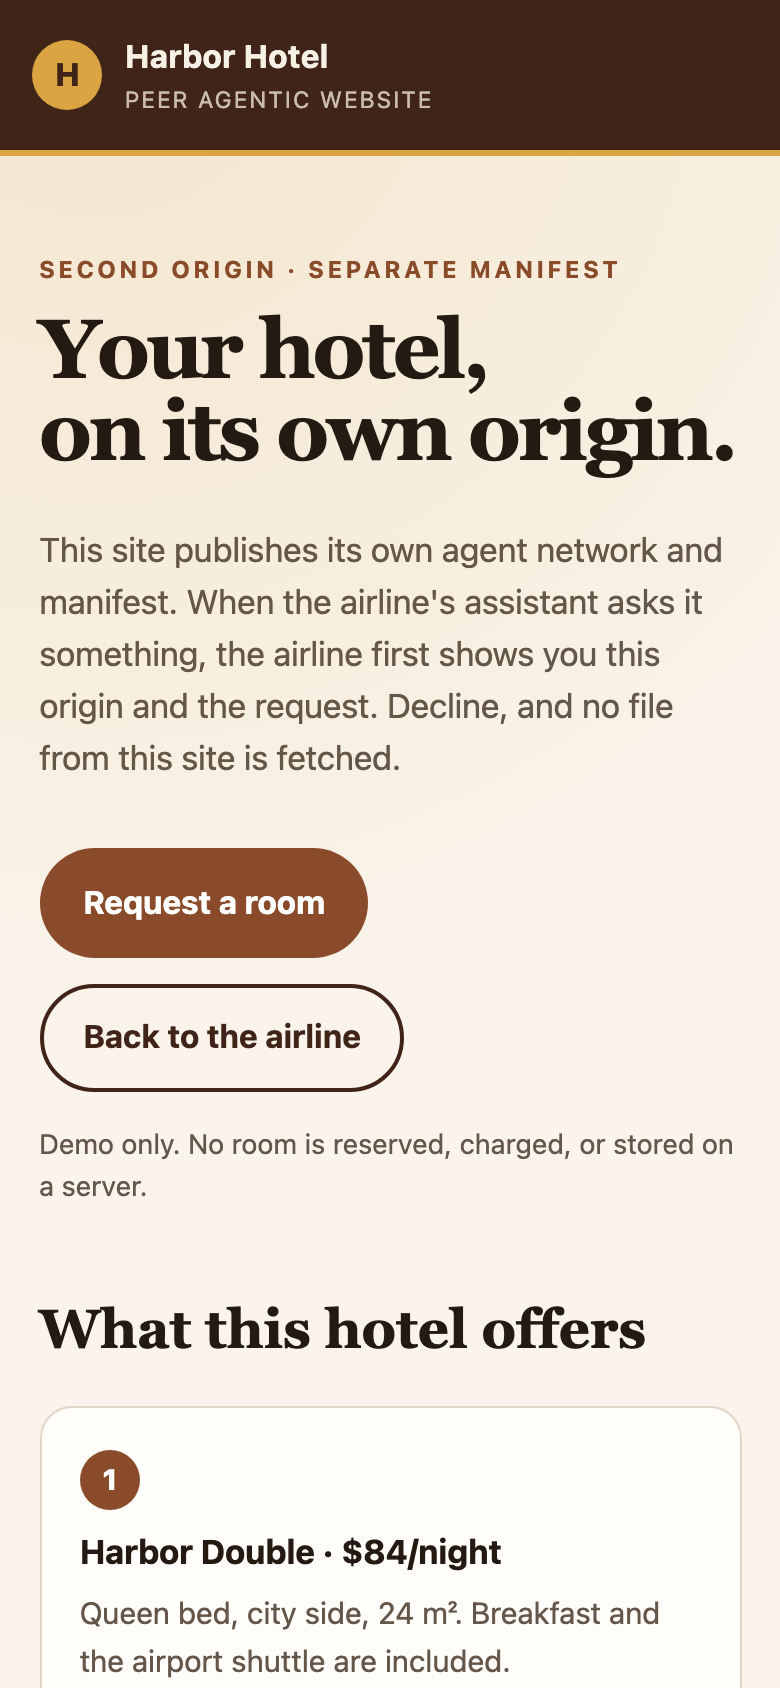 H
Harbor Hotel
PEER AGENTIC WEBSITE
SECOND ORIGIN · SEPARATE MANIFEST
Your hotel,
on its own origin.
This site publishes its own agent network and
manifest. When the airline's assistant asks it
something, the airline first shows you this
origin and the request. Decline, and no file
from this site is fetched.
Request a room
Back to the airline
Demo only. No room is reserved, charged, or stored on
a server.
What this hotel offers
1
Harbor Double · $84/night
Queen bed, city side, 24 m². Breakfast and
the airport shuttle are included.